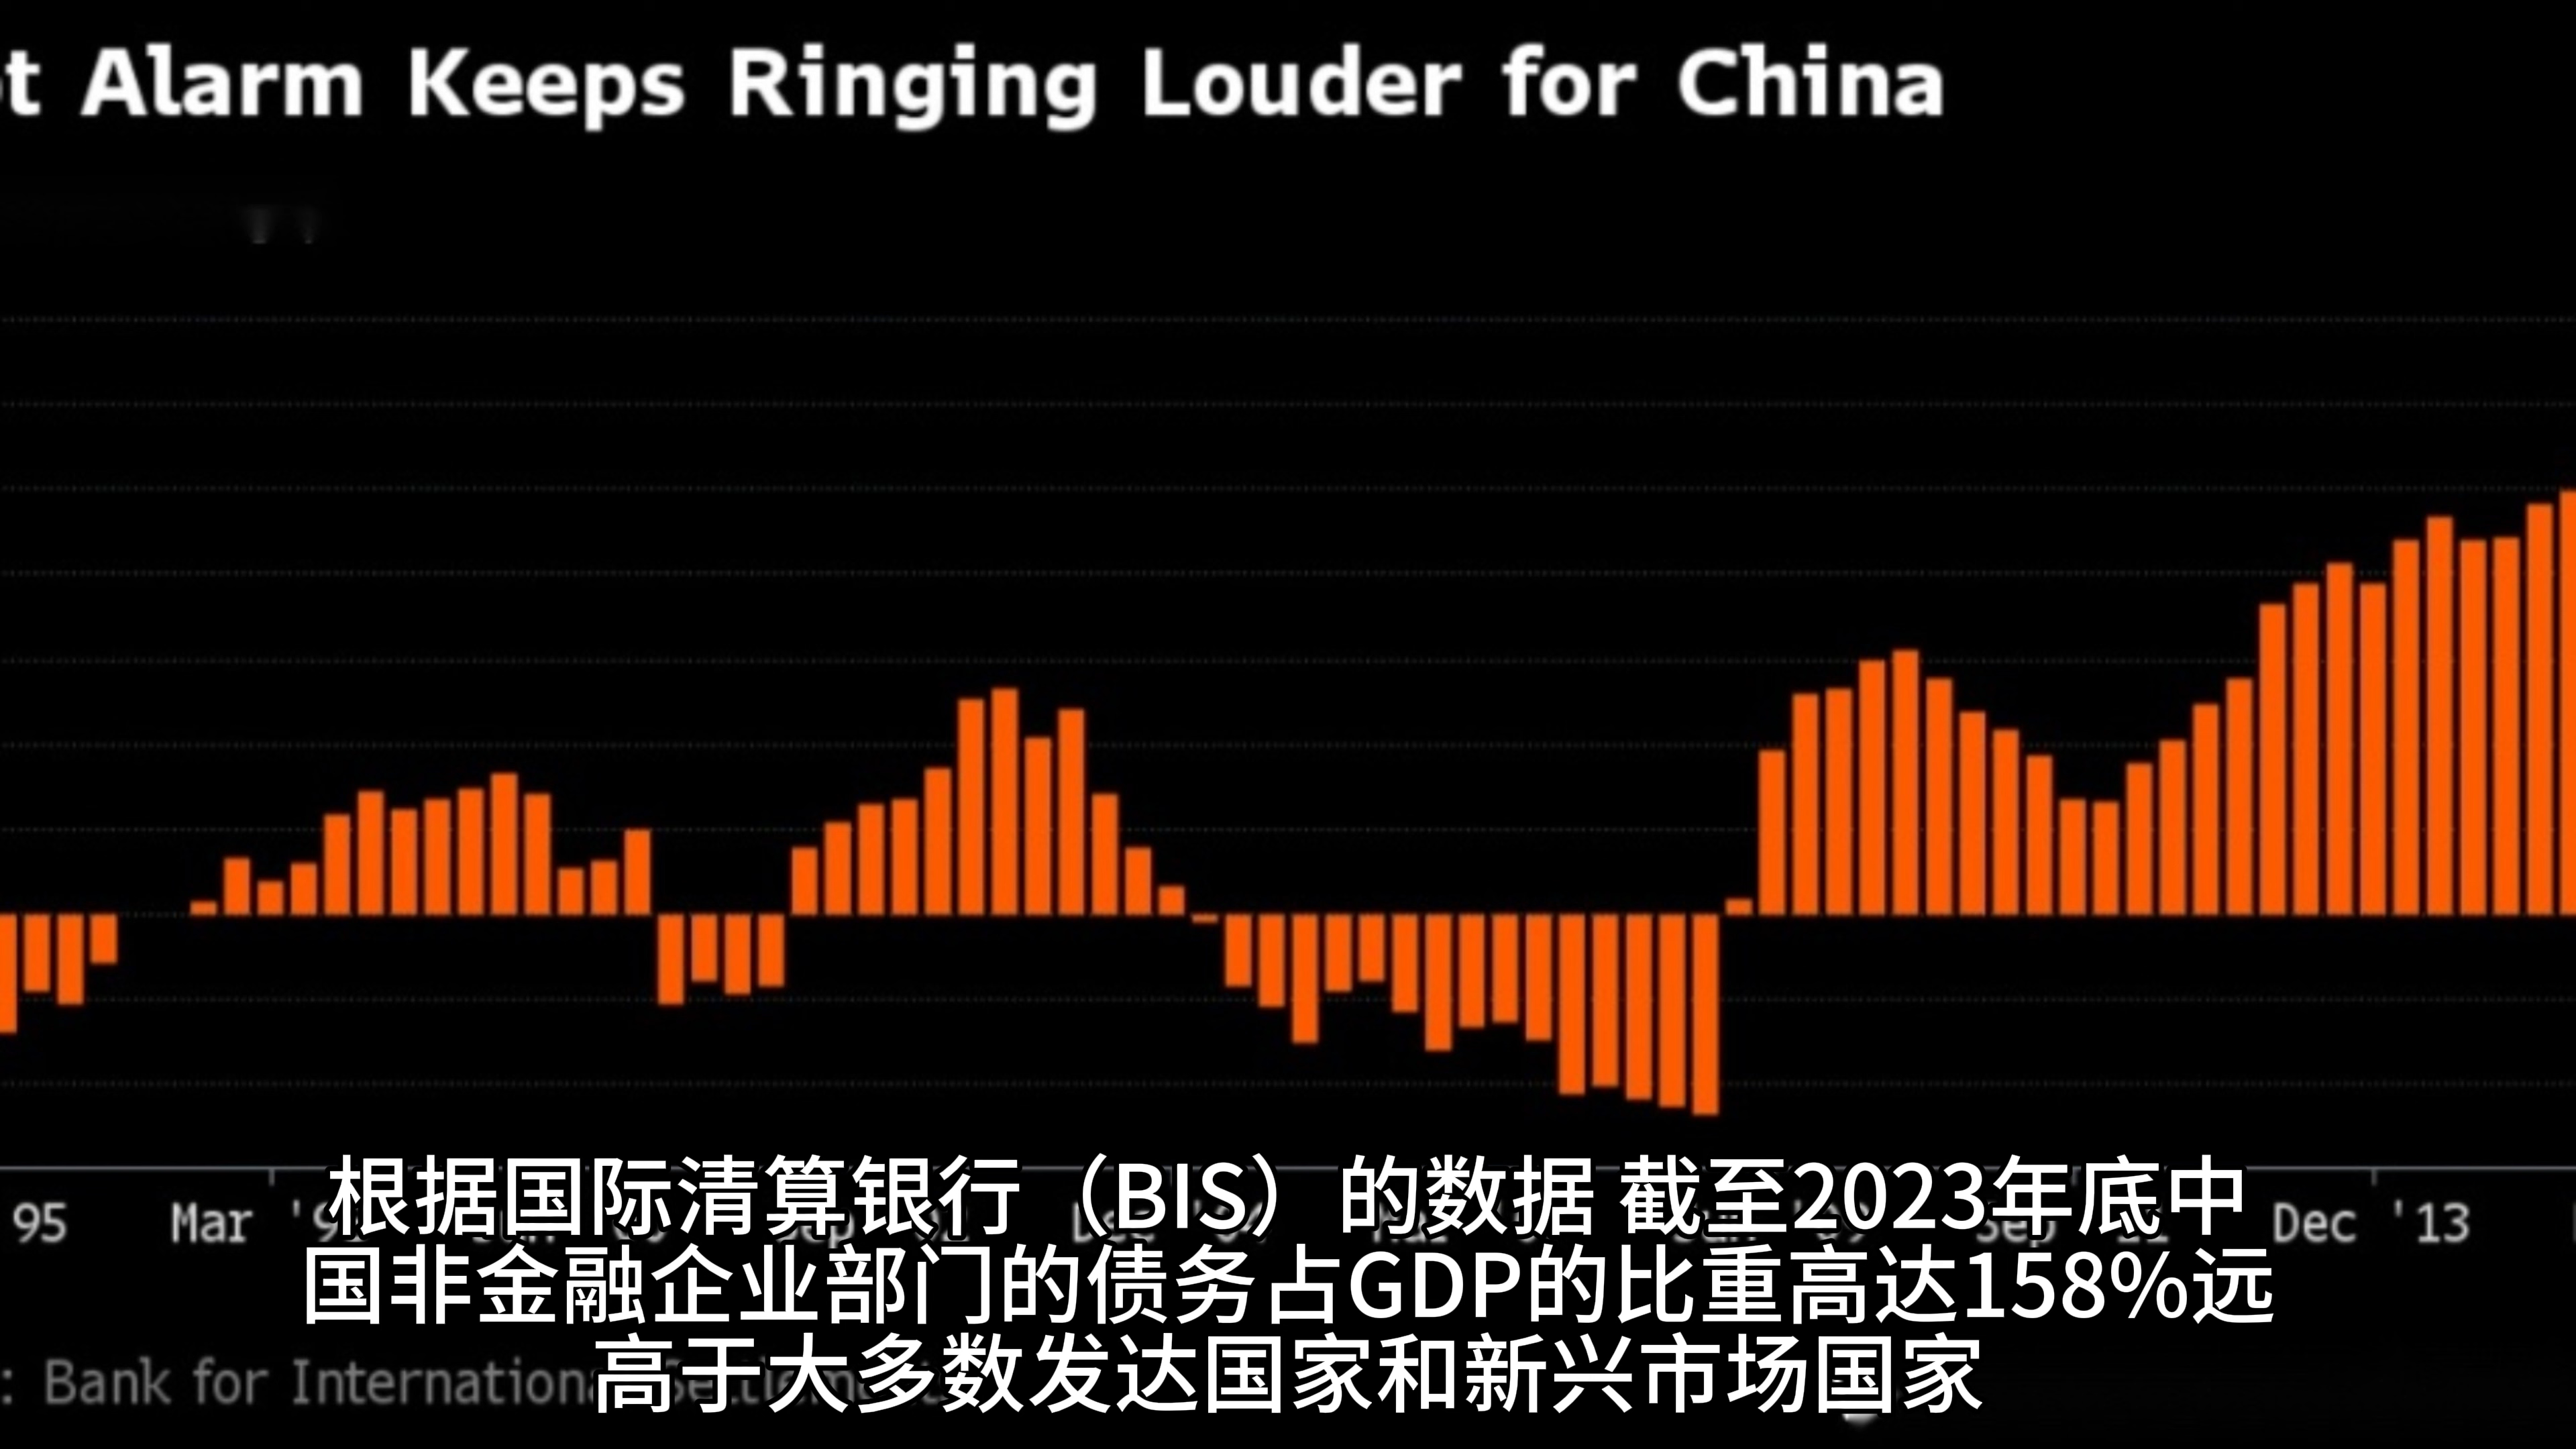 t Alarm Keeps Ringing Louder for China
95 Mar Dec '13
根据国际清算银行（BIS）的数据 截至2023年底中
国非金融企业部门的债务占GDP的比重高达158%远
高于大多数发达国家和新兴市场国家
: Bank for International